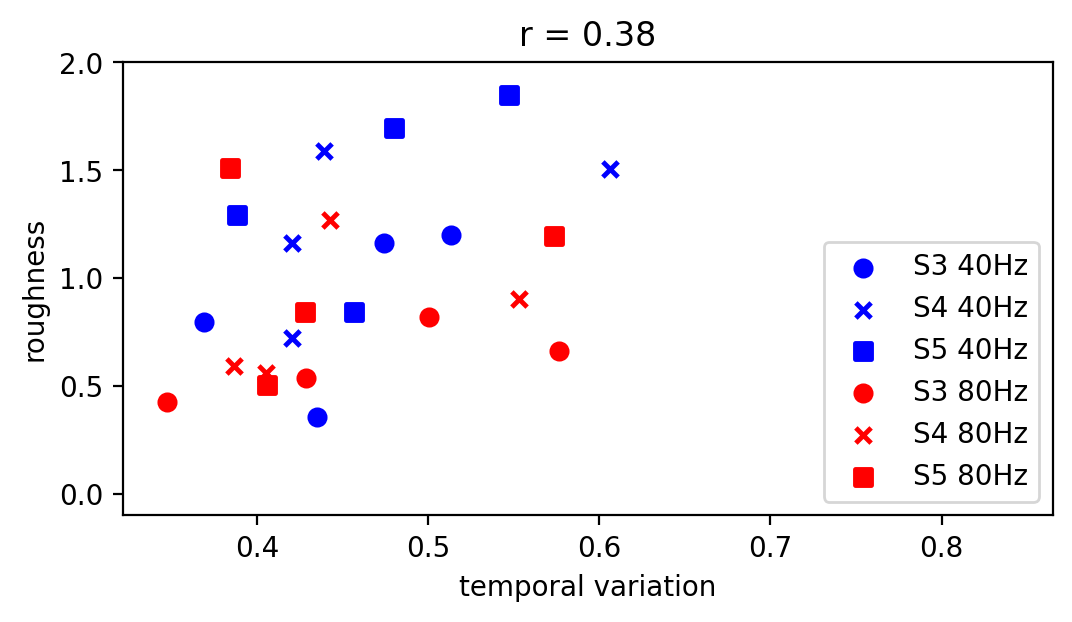 r = 0.38
roughness
2.0
1.5
1.0
0.5
0.0
S3 40Hz
S4 40Hz
S5 40Hz
S3 80Hz
S4 80Hz
S5 80Hz
0.4 0.5 0.6 0.7 0.8
temporal variation